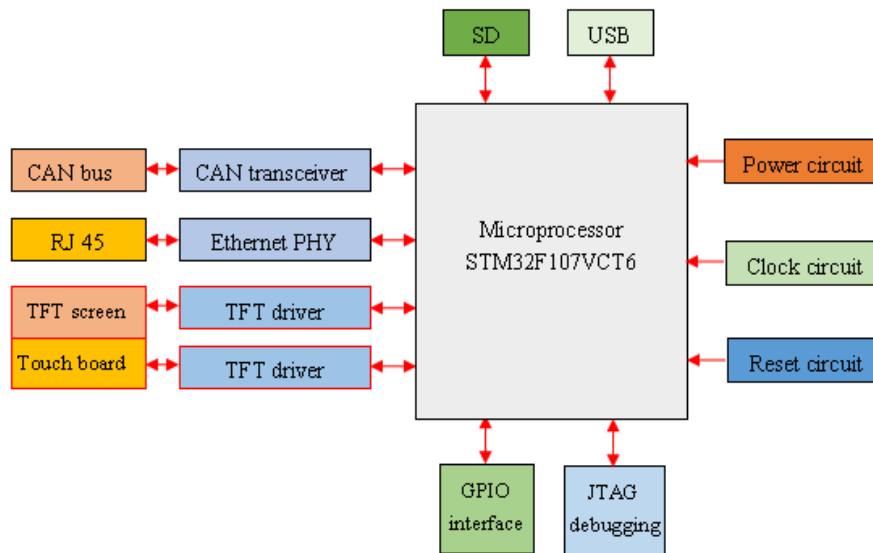 SD
USB
CAN bus
CAN transceiver
Power circuit
RJ 45
Ethernet PHY
Microprocessor
STM32F107VCT6
Clock circuit
TFT screen
TFT driver
Touch board
TFT driver
Reset circuit
GPIO
interface
JTAG
debugging